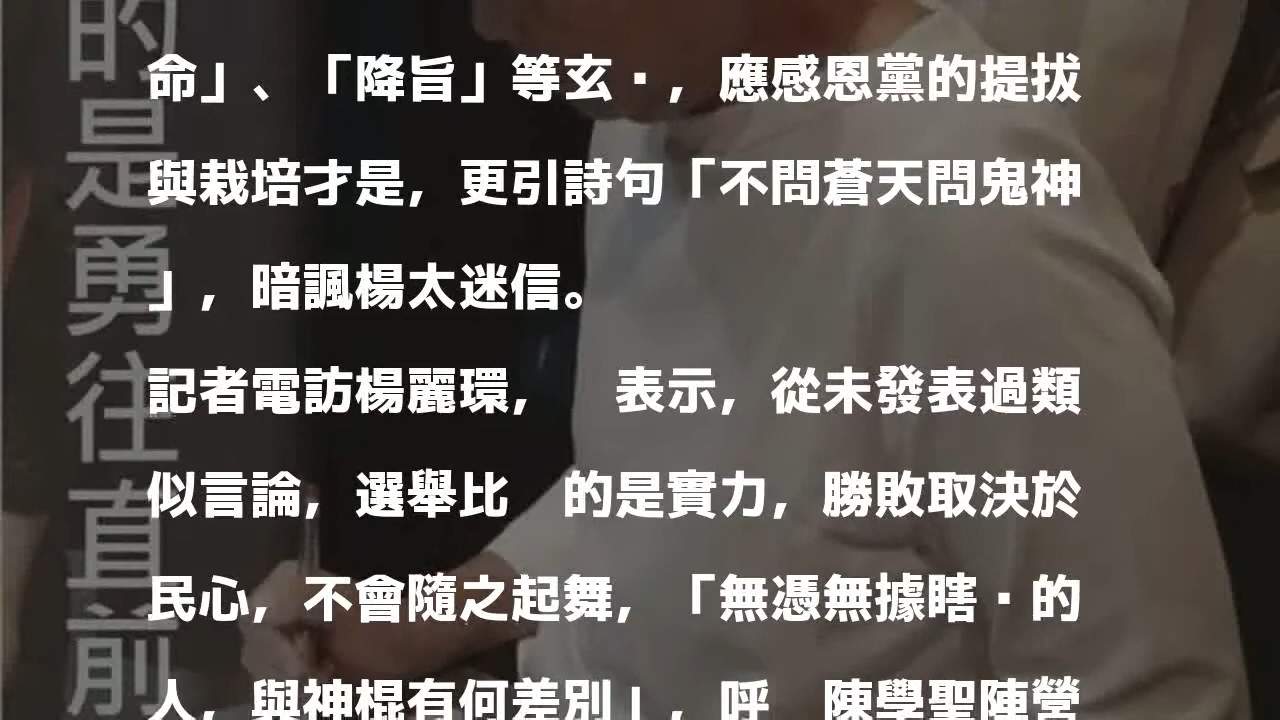 命」、「降旨」等玄·，應感恩黨的提拔
與栽培才是，更引詩句「不問蒼天問鬼神
」，暗諷楊太迷信。
記者電訪楊麗環，　表示，從未發表過類
似言論，選舉比　的是實力，勝敗取決於
民心，不會隨之起舞，「無憑無據瞎·的
人，與神棍有何差別」，呼　陳學聖陣營
的是勇往直前